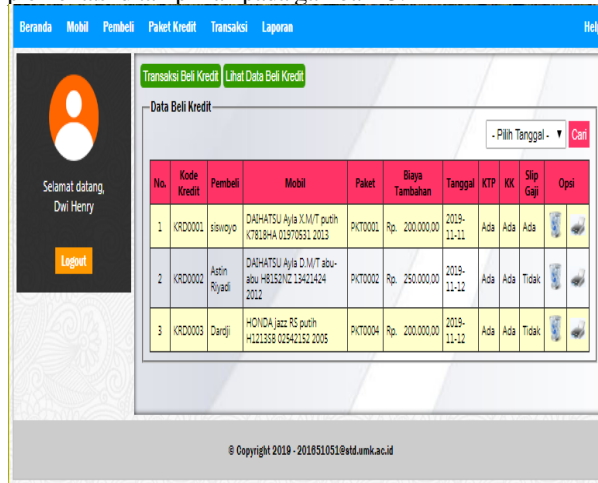 Beranda Mobil Pembeli Paket Kredit Transaksi Laporan Help
Transaksi Beli Kredit Lihat Data Beli Kredit
Data Beli Kredit
- Pilih Tanggal - Cari
Selamat datang,
Dwi Henry
Logout
No. Kode Kredit Pembeli Mobil Paket Biaya Tambahan Tanggal KTP KK Slip Gaji Opsi
1 KRD0001 siswoyo DAIHATSU Ayla X.M/T putih K7818HA 01970531 2013 PKT0001 Rp. 200.000,00 2019-11-11 Ada Ada Ada
2 KRD0002 Astin Riyadi DAIHATSU Ayla D.M/T abu-abu H8152NZ 13421424 2012 PKT0002 Rp. 250.000,00 2019-11-12 Ada Ada Tidak
3 KRD0003 Dardji HONDA jazz RS putih H1213SB 02542152 2005 PKT0004 Rp. 200.000,00 2019-11-12 Ada Ada Tidak
© Copyright 2019 - 201651051@std.umk.ac.id